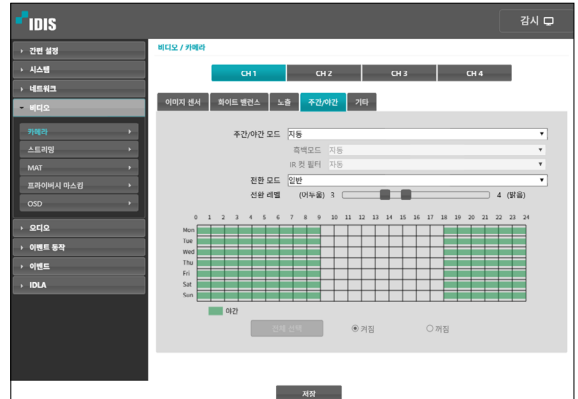 IDIS
감시
간편 설정
시스템
네트워크
비디오
카메라
스트리밍
MAT
프라이버시 마스킹
OSD
오디오
이벤트 동작
이벤트
IDLA
비디오 / 카메라
CH 1 CH 2 CH 3 CH 4
이미지 센서 화이트 밸런스 노출 주간/야간 기타
주간/야간 모드 자동
흑백모드 자동
IR 컷 필터 자동
전환 모드 일반
전환 레벨 (어두움) 3 4 (밝음)
0 1 2 3 4 5 6 7 8 9 10 11 12 13 14 15 16 17 18 19 20 21 22 23 24
Mon
Tue
Wed
Thu
Fri
Sat
Sun
야간
전체 선택 켜짐 꺼짐
저장